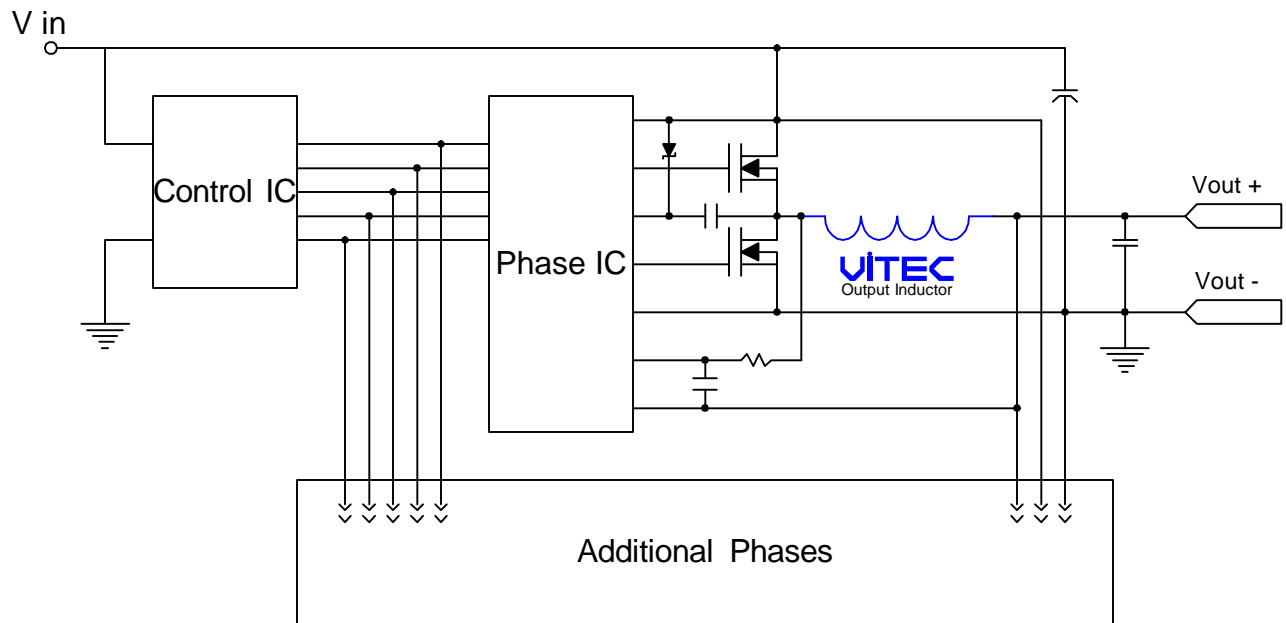 V in
Control IC
Phase IC
Vout +
ViTEC
Output Inductor
Vout -
Additional Phases